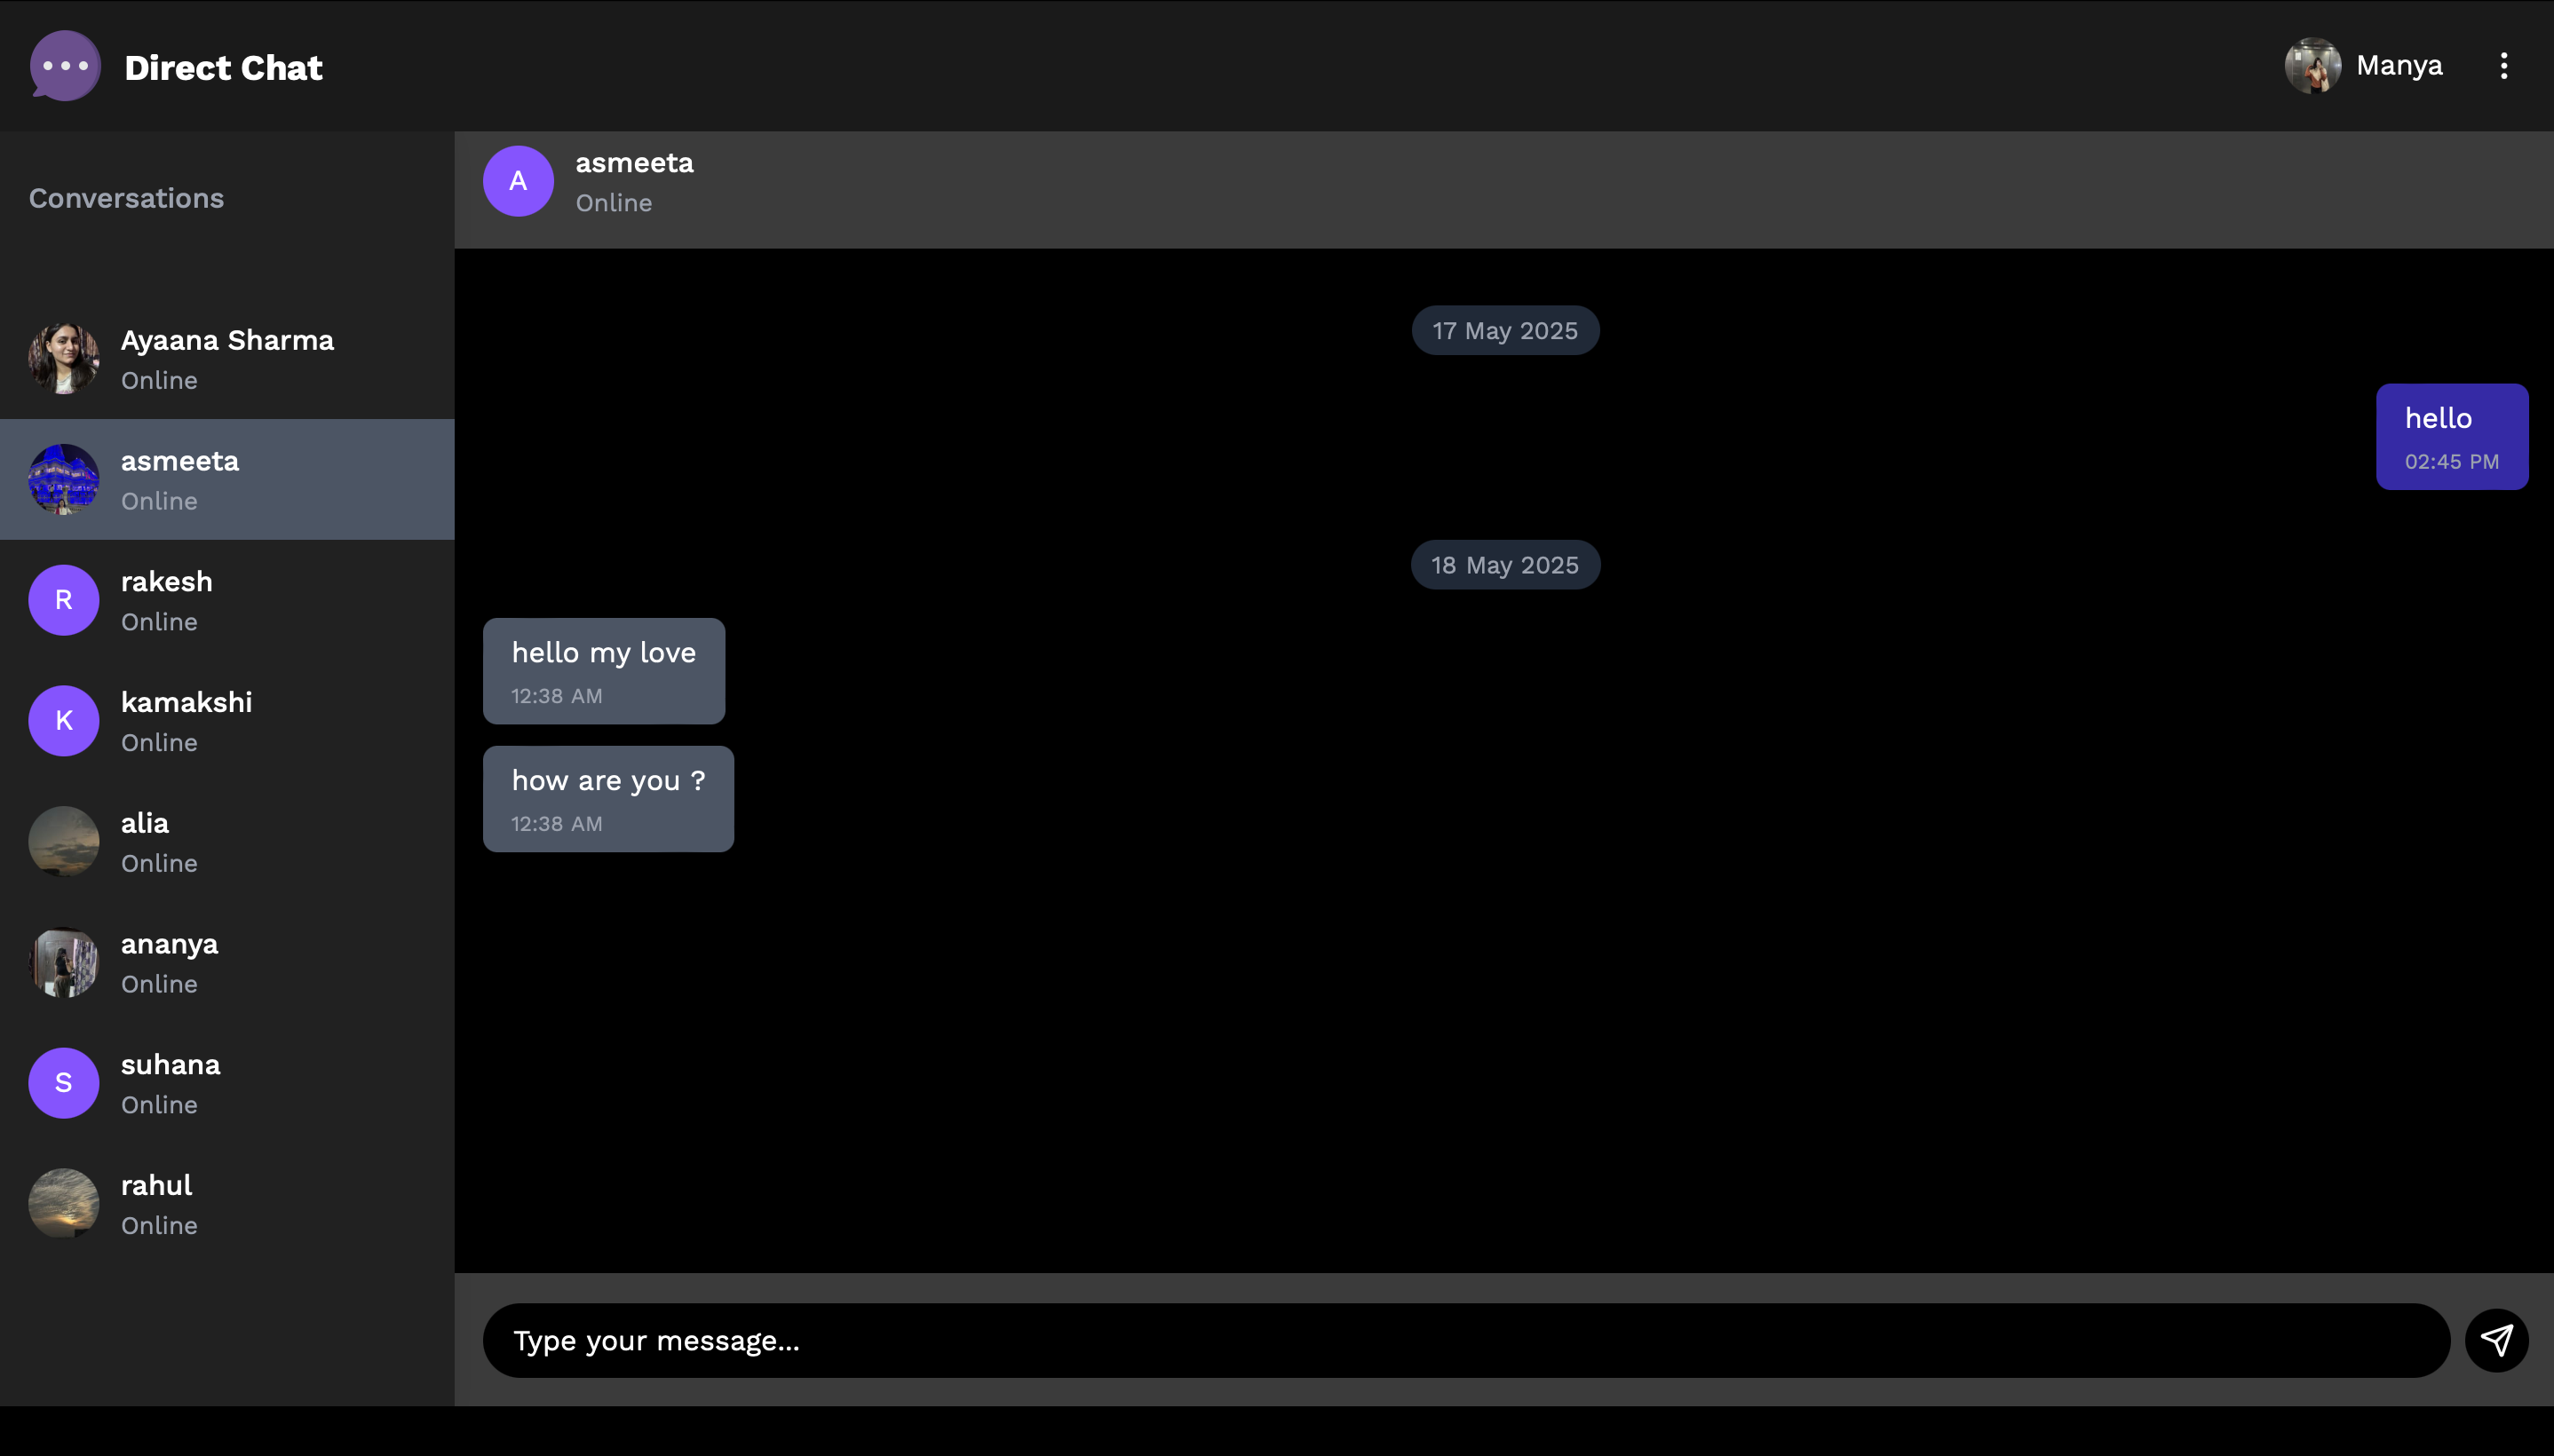 Direct Chat
Manya
Conversations
Ayaana Sharma
Online
asmeeta
Online
R
rakesh
Online
K
kamakshi
Online
alia
Online
ananya
Online
S
suhana
Online
rahul
Online
A
asmeeta
Online
17 May 2025
hello
02:45 PM
18 May 2025
hello my love
12:38 AM
how are you ?
12:38 AM
Type your message...